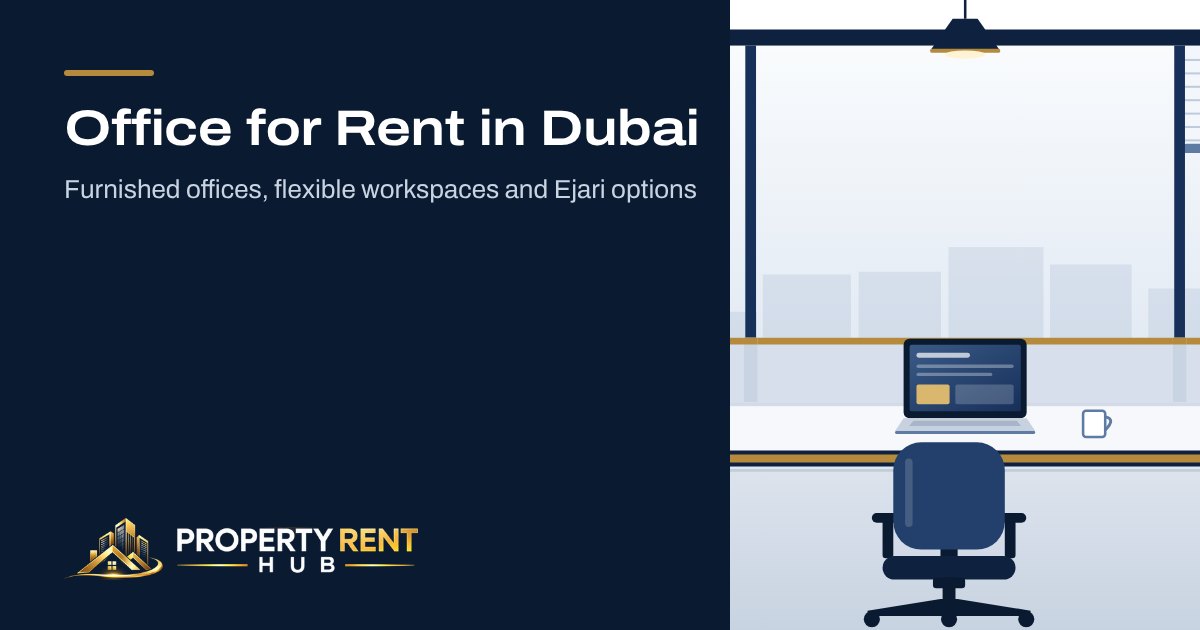 Office for Rent in Dubai
Furnished offices, flexible workspaces and Ejari options
PROPERTY RENT
HUB